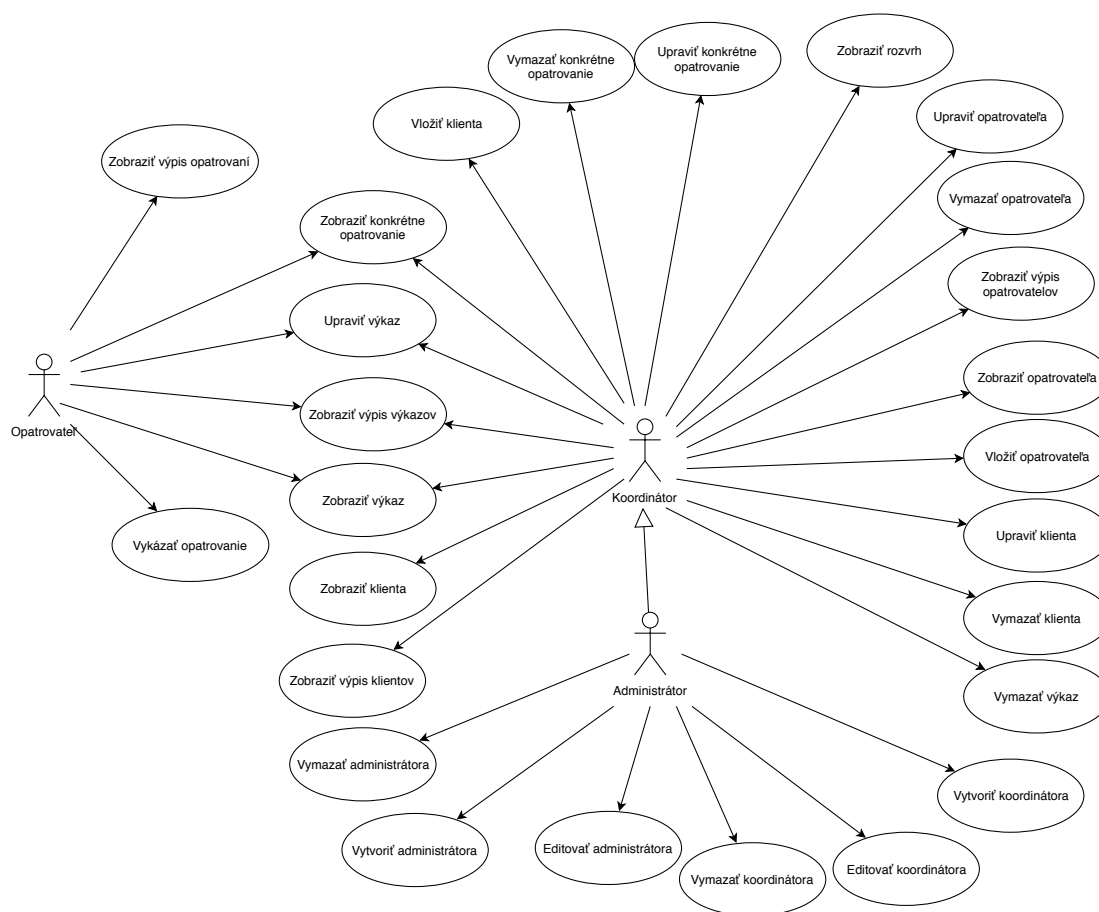 Zobraziť rozvrh
Upraviť konkrétne
opatrovanie
Vymazať konkrétne
opatrovanie
Vložiť klienta
Upraviť opatrovateľa
Zobraziť výpis opatrovaní
Vymazať opatrovateľa
Zobraziť konkrétne
opatrovanie
Zobraziť výpis
opatrovatelov
Upraviť výkaz
Zobraziť opatrovateľa
Zobraziť výpis výkazov
Opatrovateľ
Vložiť opatrovateľa
Zobraziť výkaz
Koordinátor
Upraviť klienta
Vykázať opatrovanie
Zobraziť klienta
Vymazať klienta
Zobraziť výpis klientov
Administrátor
Vymazať výkaz
Vymazať administrátora
Vytvoriť koordinátora
Vytvoriť administrátora
Editovať administrátora
Editovať koordinátora
Vymazať koordinátora